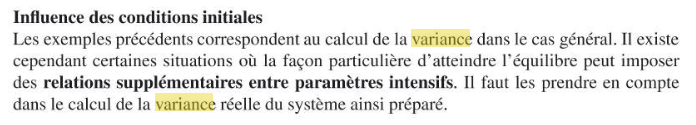 Influence des conditions initiales
Les exemples précédents correspondent au calcul de la variance dans le cas général. Il existe
cependant certaines situations où la façon particulière d'atteindre l'équilibre peut imposer
des relations supplémentaires entre paramètres intensifs. Il faut les prendre en compte
dans le calcul de la variance réelle du système ainsi préparé.